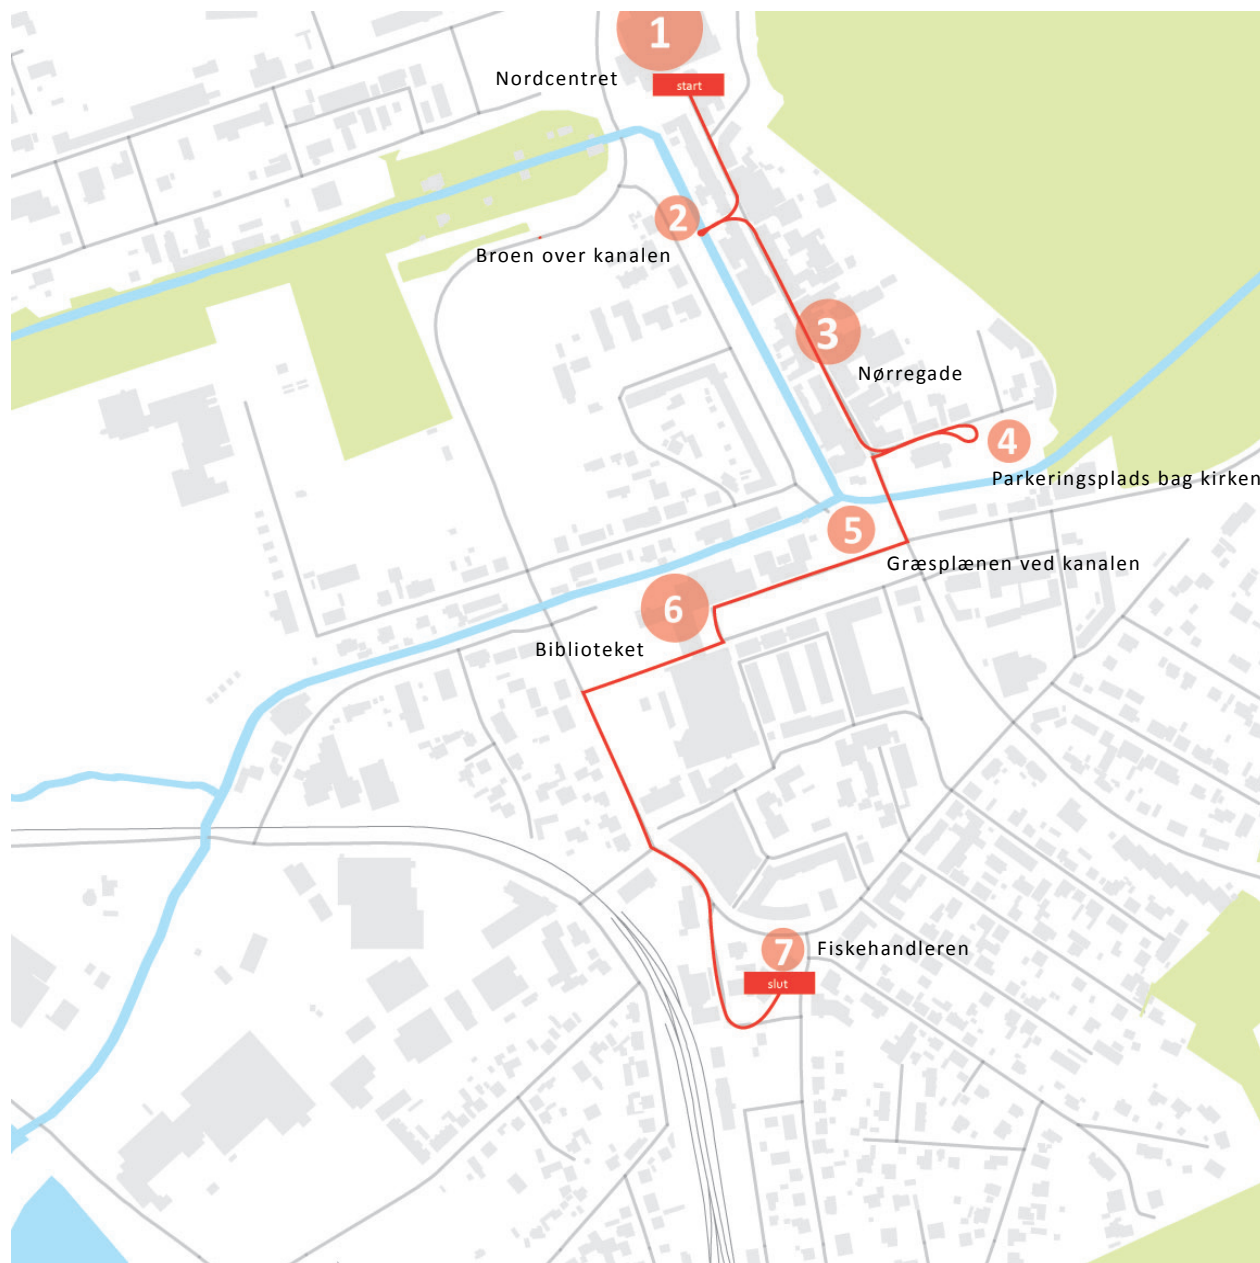 1
Nordcentret
start
2
Broen over kanalen
3
Nørregade
4
Parkeringsplads bag kirken
5
Græsplænen ved kanalen
6
Biblioteket
7
Fiskehandleren
slut